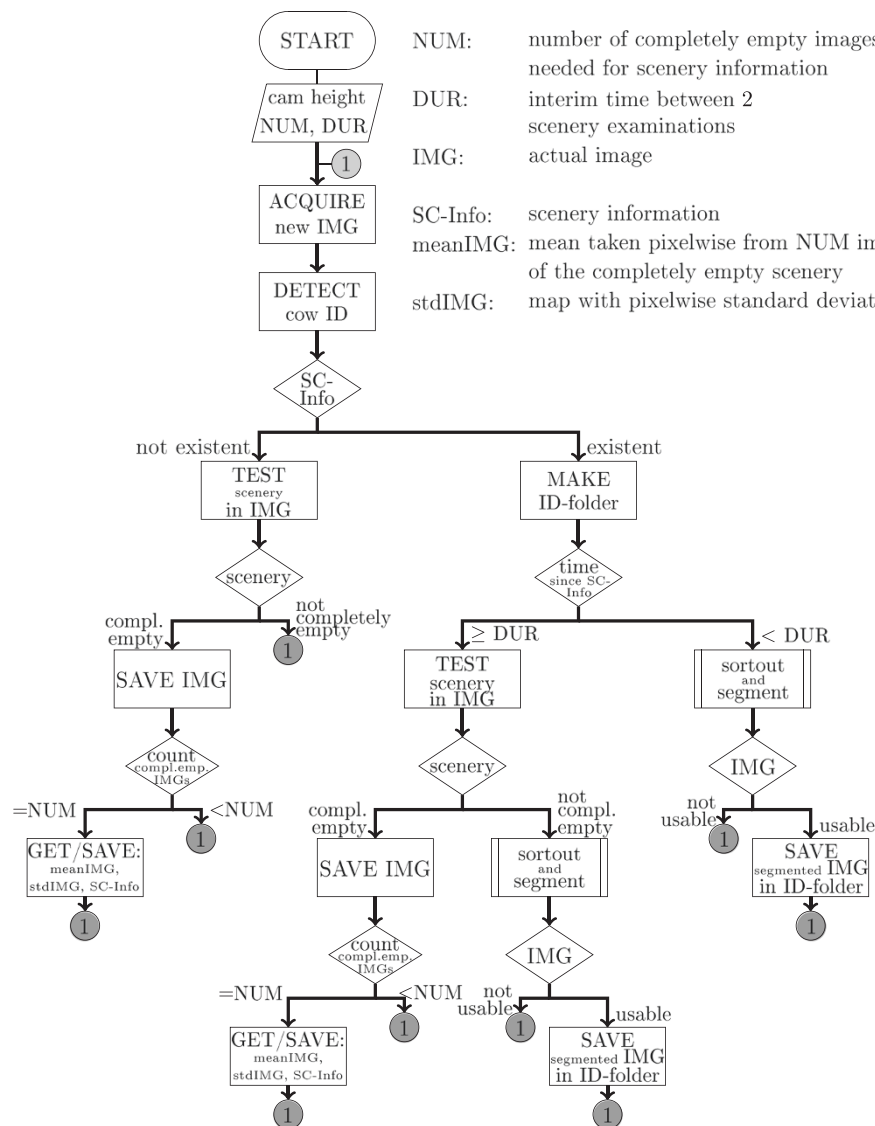 START
cam height
NUM, DUR
1
ACQUIRE
new IMG
DETECT
cow ID
SC-
Info
NUM: number of completely empty images
needed for scenery information
DUR: interim time between 2
scenery examinations
IMG: actual image
SC-Info: scenery information
meanIMG: mean taken pixelwise from NUM
of the completely empty scenery
stdIMG: map with pixelwise standard
not existent
existent
TEST
scenery
in IMG
MAKE
ID-folder
scenery
time
since SC-
Info
compl.
empty
not
completely
empty
1
≥ DUR
< DUR
SAVE IMG
TEST
scenery
in IMG
sortout
and
segment
count
compl.emp.
IMGs
scenery
IMG
=NUM
<NUM
1
compl.
empty
not
compl.
empty
not
usable
1
usable
GET/SAVE:
meanIMG,
stdIMG, SC-Info
1
SAVE IMG
sortout
and
segment
SAVE
segmented IMG
in ID-folder
1
count
compl.emp.
IMGs
IMG
=NUM
<NUM
1
not
usable
1
usable
GET/SAVE:
meanIMG,
stdIMG, SC-Info
1
SAVE
segmented IMG
in ID-folder
1